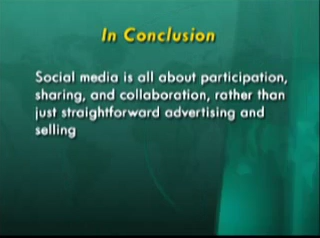 In Conclusion
Social media is all about participation,
sharing, and collaboration, rather than
just straightforward advertising and
selling